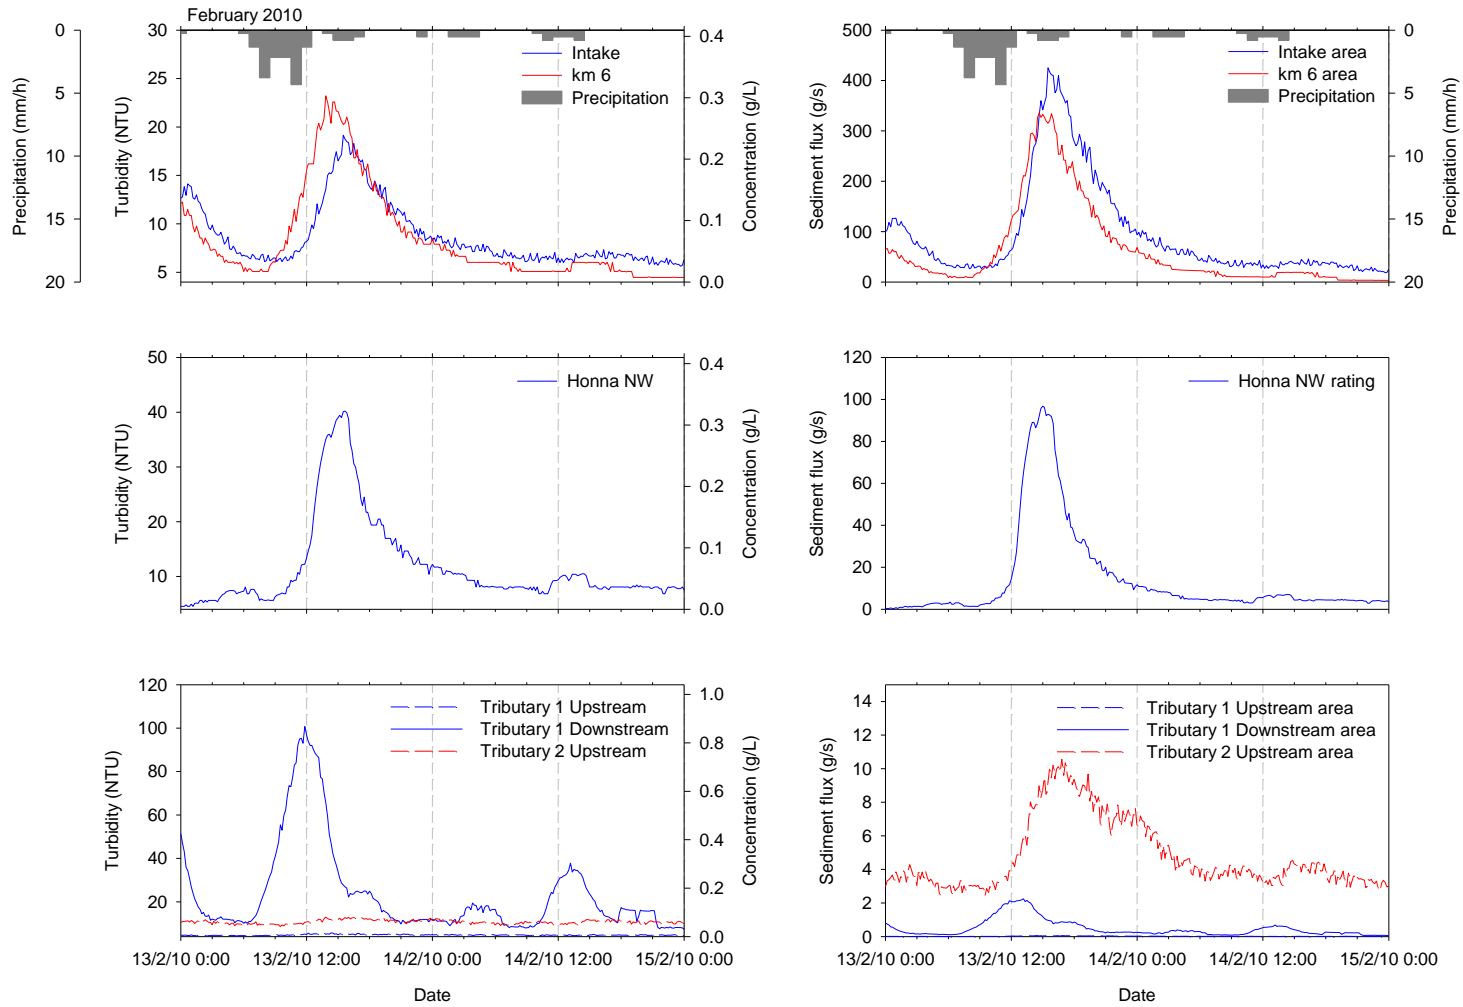 February 2010
0
5
10
15
20
Precipitation (mm/h)
30
25
20
15
10
5
Turbidity (NTU)
Intake
km 6
Precipitation
0.4
0.3
0.2
0.1
0.0
Concentration (g/L)
500
400
300
200
100
0
Sediment flux (g/s)
Intake area
km 6 area
Precipitation
0
5
10
15
20
Precipitation (mm/h)
50
40
30
20
10
Turbidity (NTU)
Honna NW
0.4
0.3
0.2
0.1
0.0
Concentration (g/L)
120
100
80
60
40
20
0
Sediment flux (g/s)
Honna NW rating
120
100
80
60
40
20
Turbidity (NTU)
Tributary 1 Upstream
Tributary 1 Downstream
Tributary 2 Upstream
1.0
0.8
0.6
0.4
0.2
0.0
Concentration (g/L)
13/2/10 0:00
13/2/10 12:00
14/2/10 0:00
14/2/10 12:00
15/2/10 0:00
Date
14
12
10
8
6
4
2
0
Sediment flux (g/s)
Tributary 1 Upstream area
Tributary 1 Downstream area
Tributary 2 Upstream area
13/2/10 0:00
13/2/10 12:00
14/2/10 0:00
14/2/10 12:00
15/2/10 0:00
Date